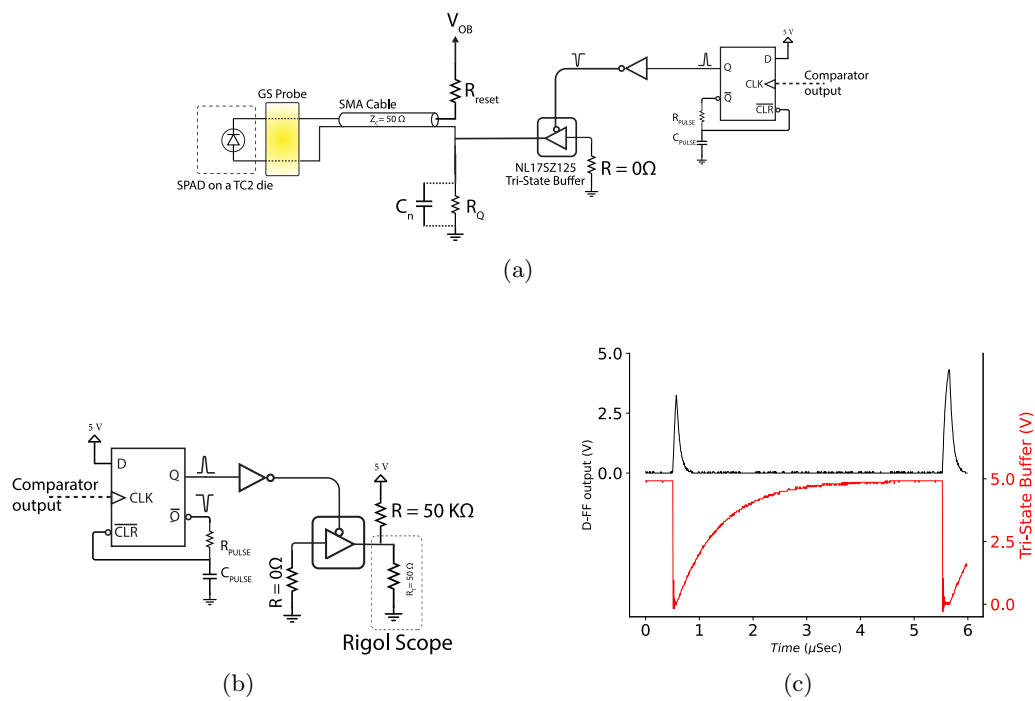 V_OB
R_reset
GS Probe
SMA Cable
Z_C= 50 Ω
SPAD on a TC2 die
C_n
R_Q
NL17SZ125
Tri-State Buffer
R = 0Ω
5 V
D
Q
CLK
Q̅
C̅L̅R̅
R_PULSE
C_PULSE
Comparator
output
(a)
5 V
D
Q
Comparator
output
CLK
Q̅
C̅L̅R̅
R_PULSE
C_PULSE
R = 0Ω
5 V
R = 50 KΩ
R_T= 50 Ω
Rigol Scope
(b)
5.0
2.5
0.0
D-FF output (V)
5.0
2.5
0.0
Tri-State Buffer (V)
0 1 2 3 4 5 6
Time (μSec)
(c)